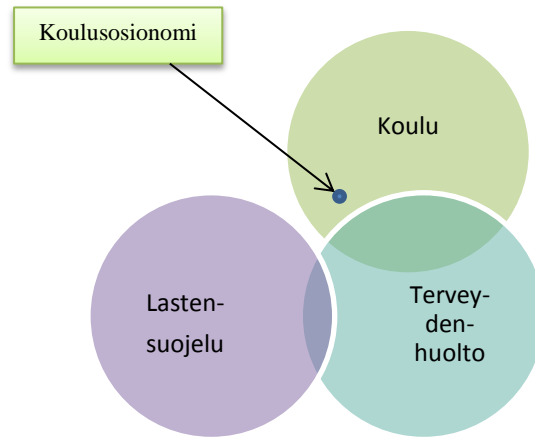 Koulusosionomi
Koulu
Lasten-
suojelu
Tervey-
den-
huolto